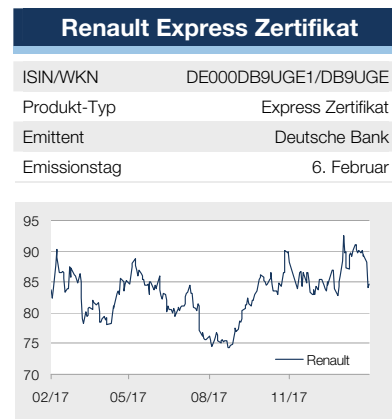 Renault Express Zertifikat
ISIN/WKN DE000DB9UGE1/DB9UGE
Produkt-Typ Express Zertifikat
Emittent Deutsche Bank
Emissionstag 6. Februar
95
90
85
80
75
70
Renault
02/17 05/17 08/17 11/17